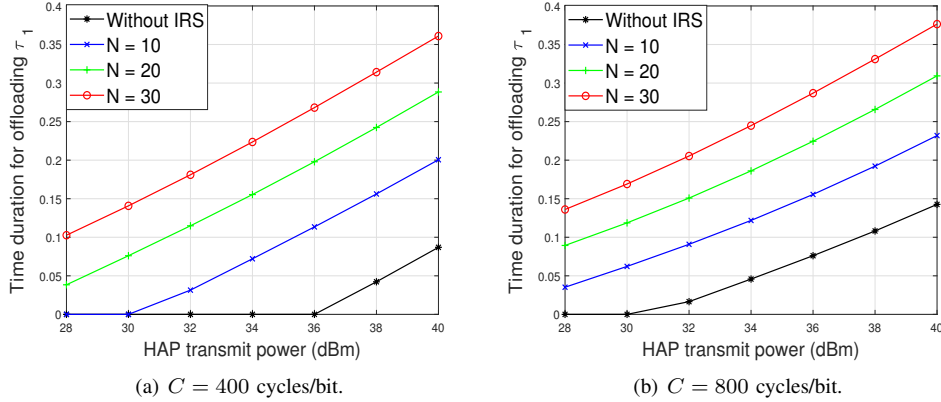 0.4
0.35
0.3
0.25
0.2
0.15
0.1
0.05
0
Time duration for offloading τ 1
Without IRS
N = 10
N = 20
N = 30
28 30 32 34 36 38 40
HAP transmit power (dBm)
(a) C = 400 cycles/bit.
0.4
0.35
0.3
0.25
0.2
0.15
0.1
0.05
0
Time duration for offloading τ 1
Without IRS
N = 10
N = 20
N = 30
28 30 32 34 36 38 40
HAP transmit power (dBm)
(b) C = 800 cycles/bit.